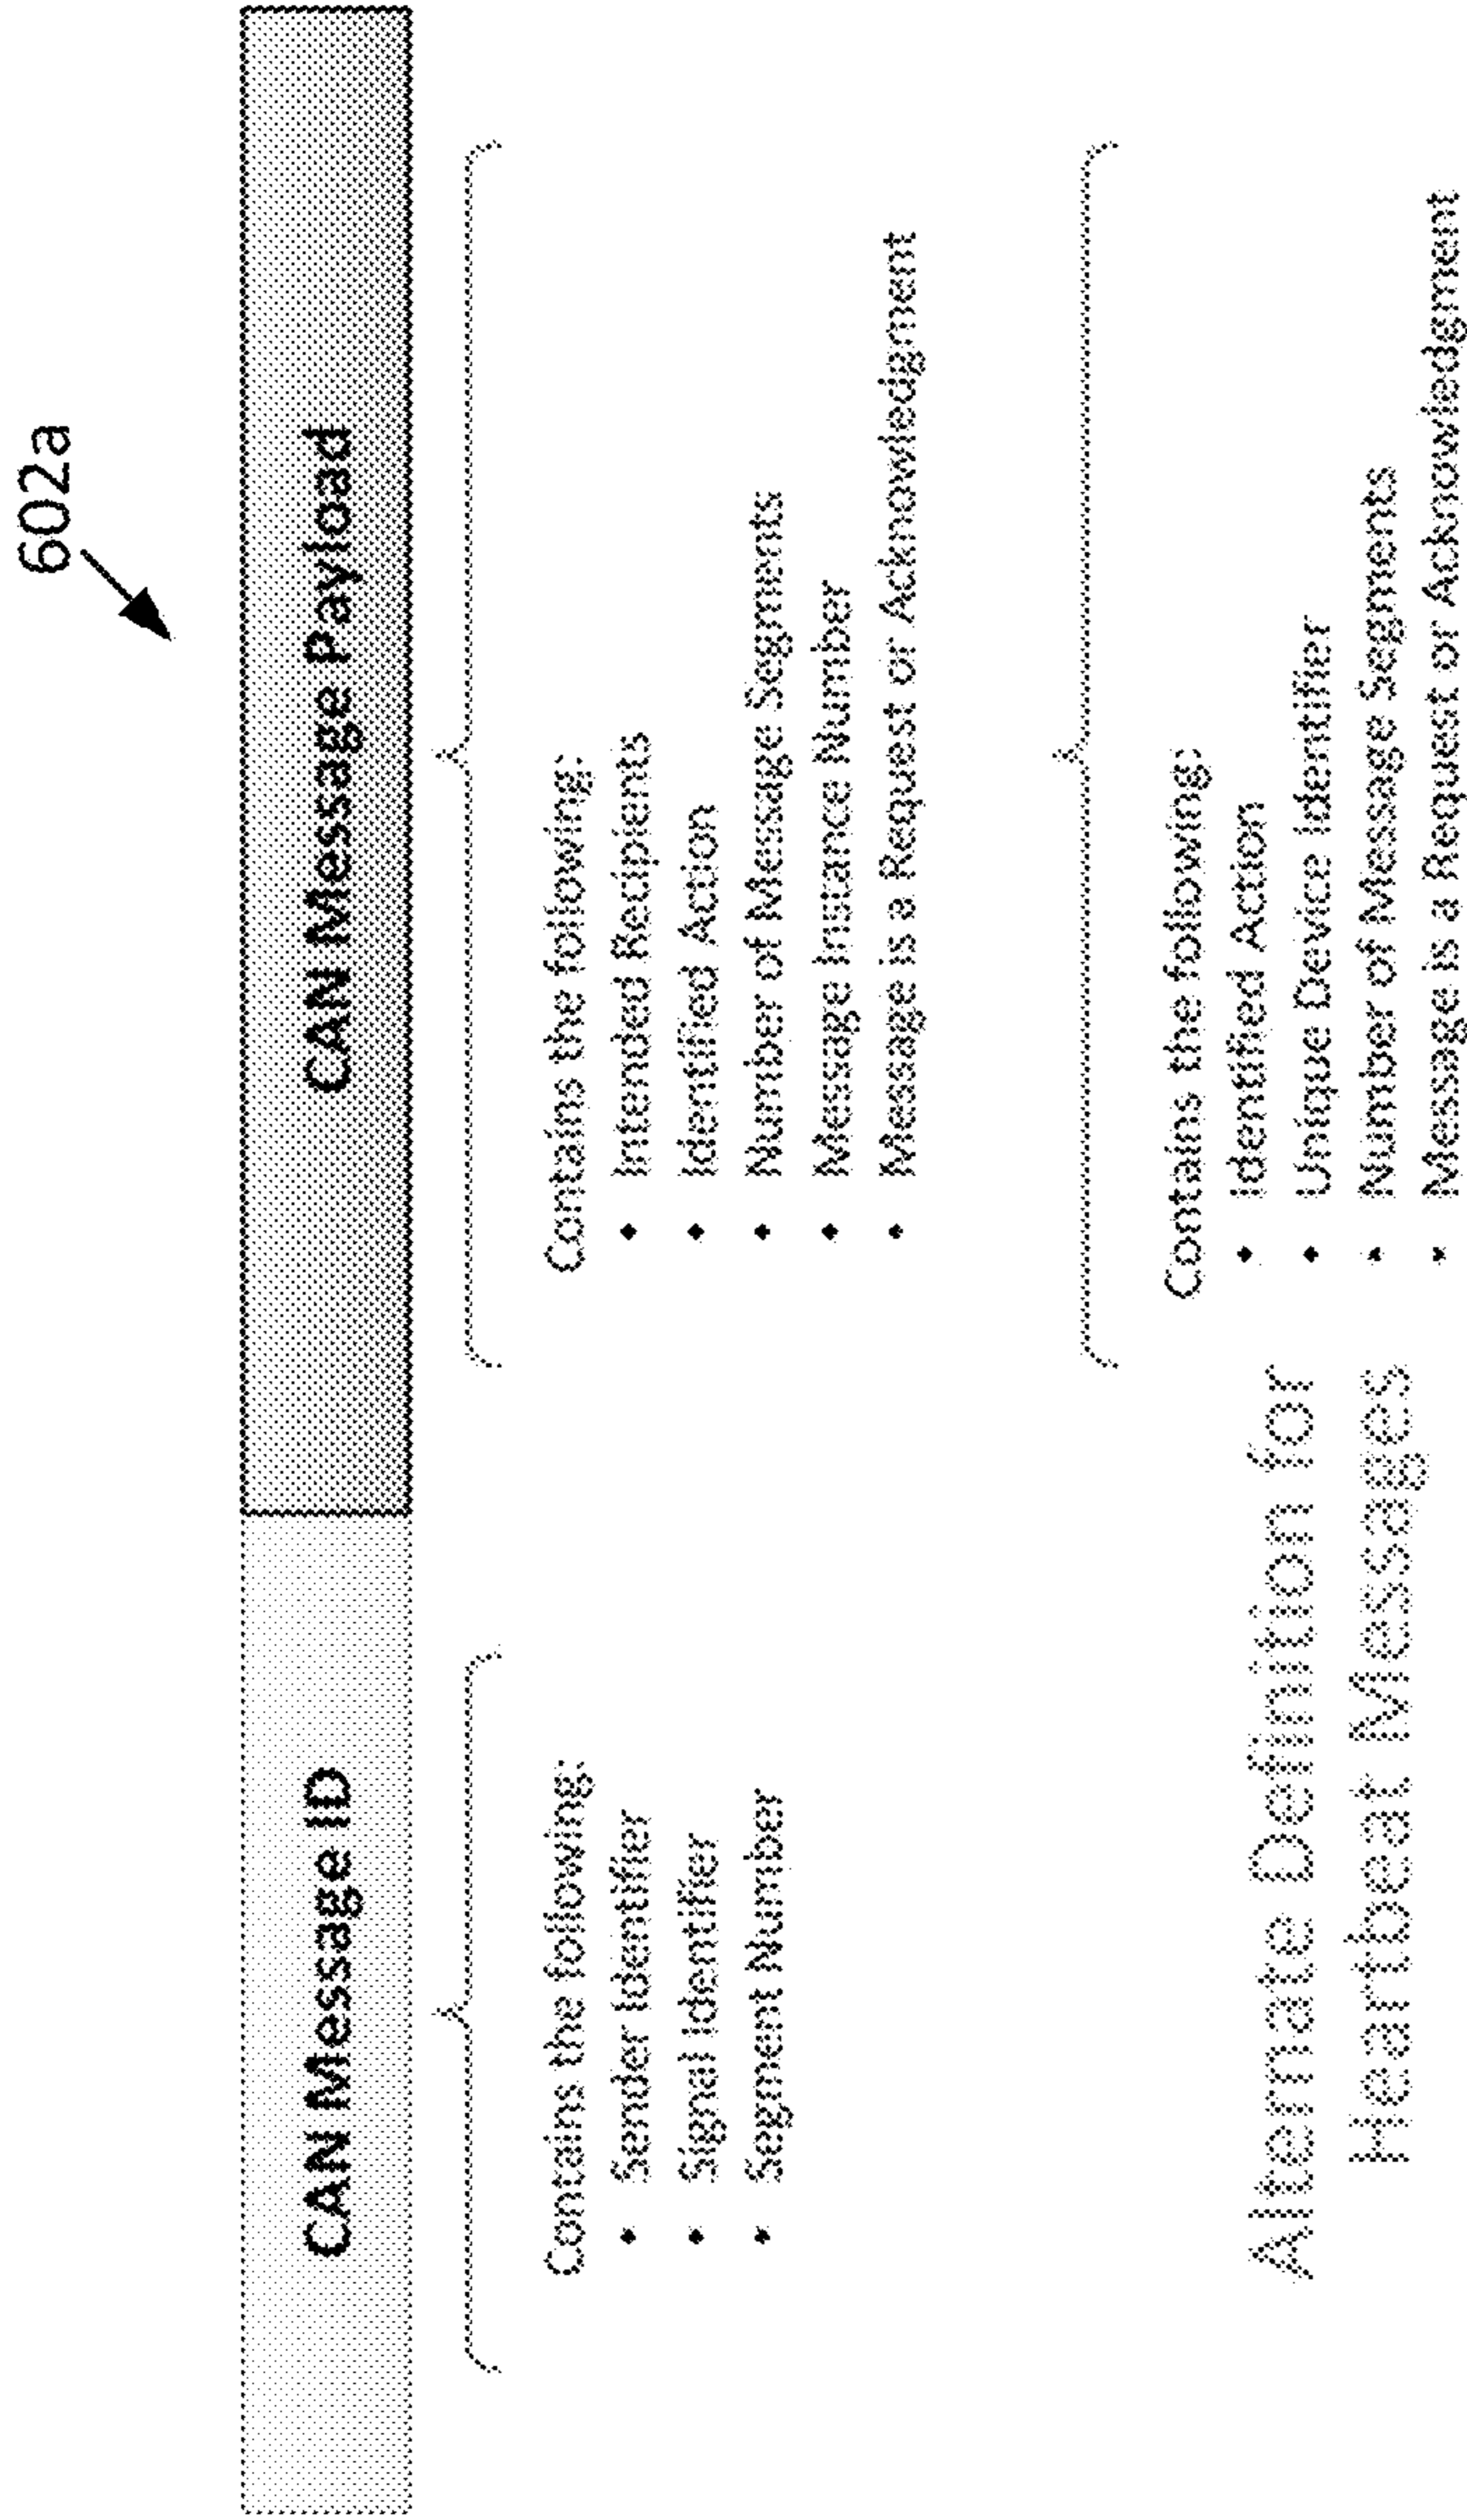 602a
CAN Message ID
CAN Message Payload
Contains the following:
• Sender Identifier
• Signal Identifier
• Segment Number
Contains the following:
• Intended Recipients
• Identified Action
• Number of Message Segments
• Message Instance Number
• Message is a Request or Acknowledgment
Alternate Definition for
Heartbeat Messages
Contains the following:
• Identified Action
• Unique Device Identifier
• Number of Message Segments
• Message is a Request or Acknowledgment